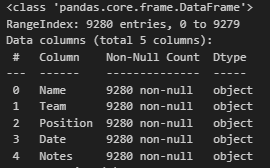 <class 'pandas.core.frame.DataFrame'>
RangeIndex: 9280 entries, 0 to 9279
Data columns (total 5 columns):
 #   Column    Non-Null Count  Dtype
---  ------    --------------  -----
 0   Name      9280 non-null   object
 1   Team      9280 non-null   object
 2   Position  9280 non-null   object
 3   Date      9280 non-null   object
 4   Notes     9280 non-null   object